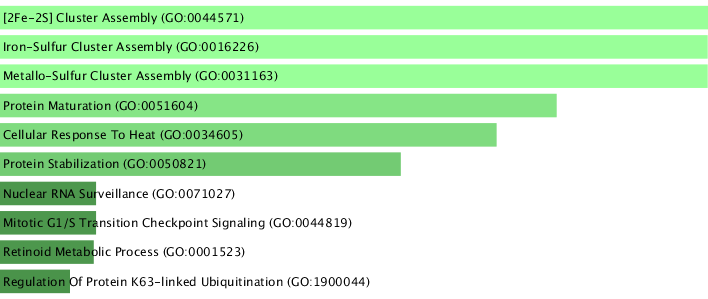 [2Fe-2S] Cluster Assembly (GO:0044571)
Iron-Sulfur Cluster Assembly (GO:0016226)
Metallo-Sulfur Cluster Assembly (GO:0031163)
Protein Maturation (GO:0051604)
Cellular Response To Heat (GO:0034605)
Protein Stabilization (GO:0050821)
Nuclear RNA Surveillance (GO:0071027)
Mitotic G1/S Transition Checkpoint Signaling (GO:0044819)
Retinoid Metabolic Process (GO:0001523)
Regulation Of Protein K63-linked Ubiquitination (GO:1900044)